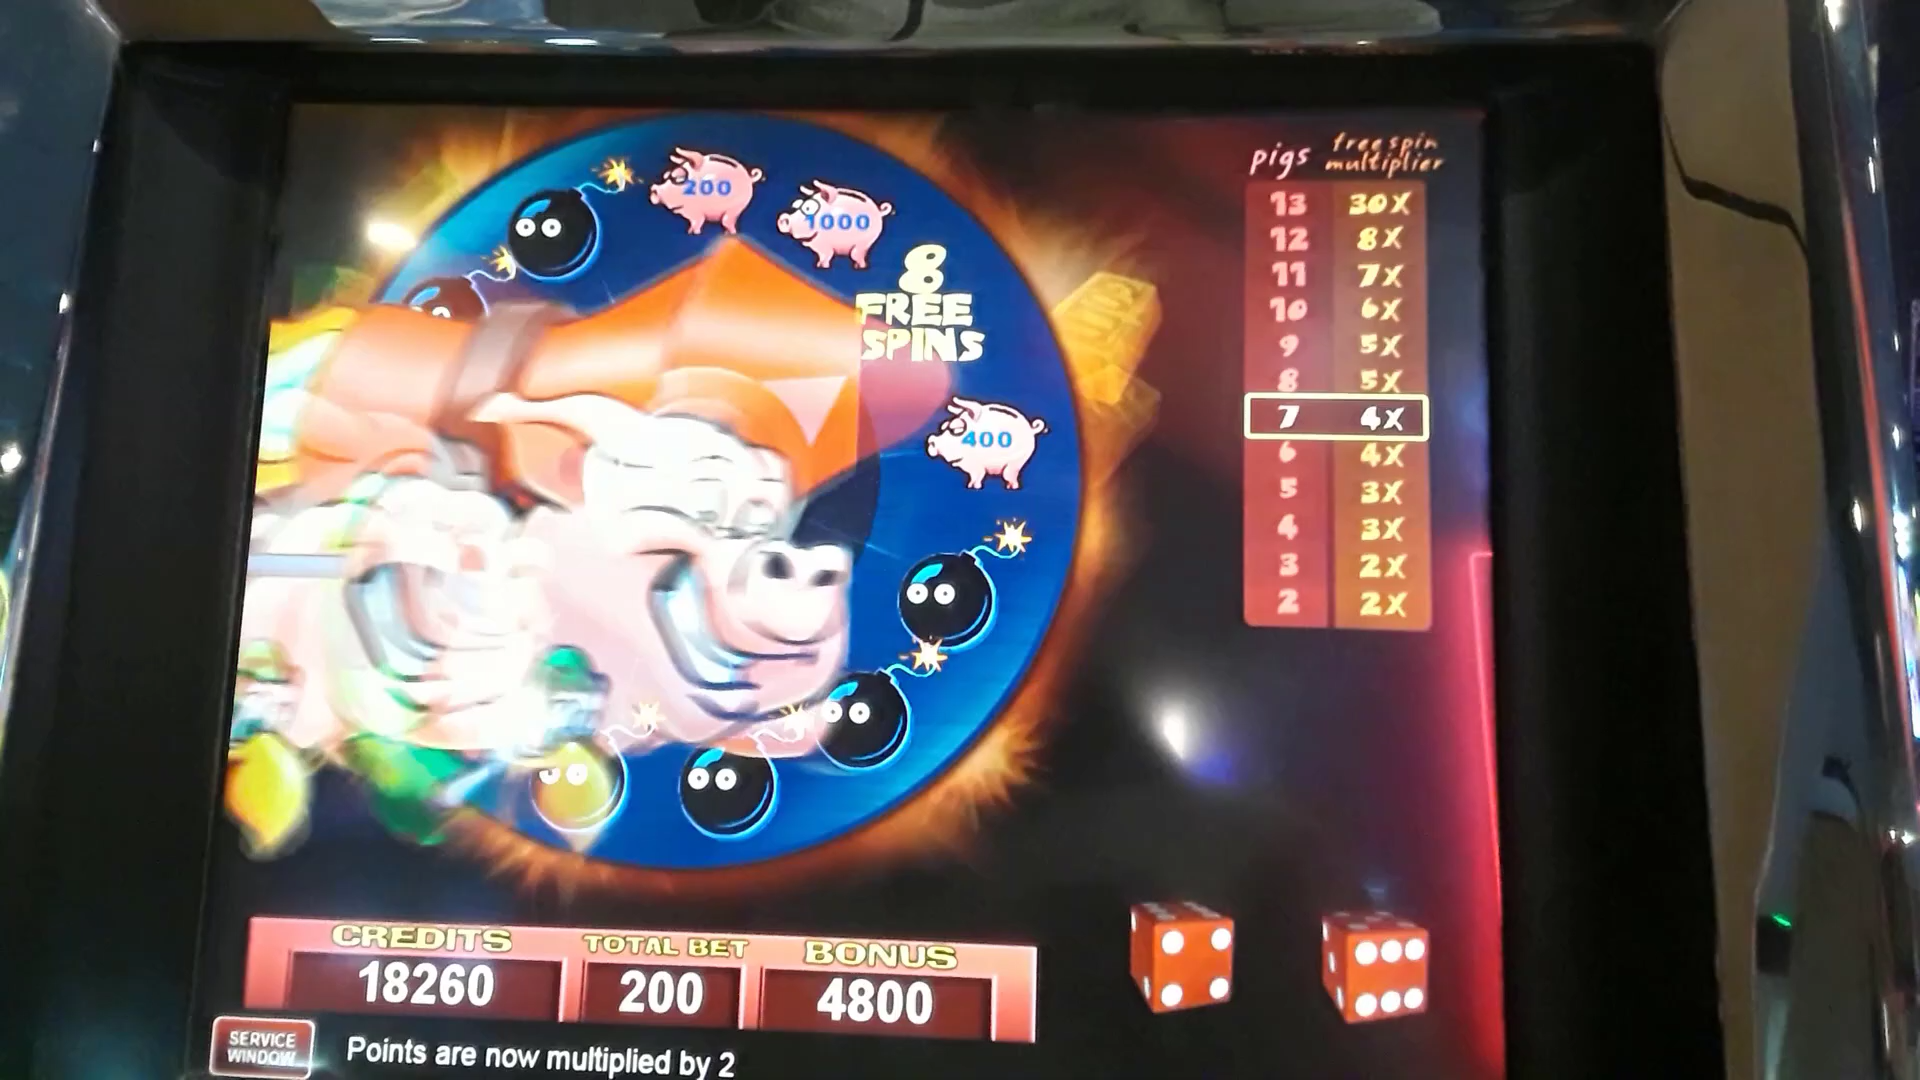 200
1000
8
FREE
SPINS
400
pigs free spin multiplier
13 30X
12 8X
11 7X
10 6X
9 5X
8 5X
7 4X
6 4X
5 3X
4 3X
3 2X
2 2X
CREDITS TOTAL BET BONUS
18260 200 4800
SERVICE
WINDOW
Points are now multiplied by 2